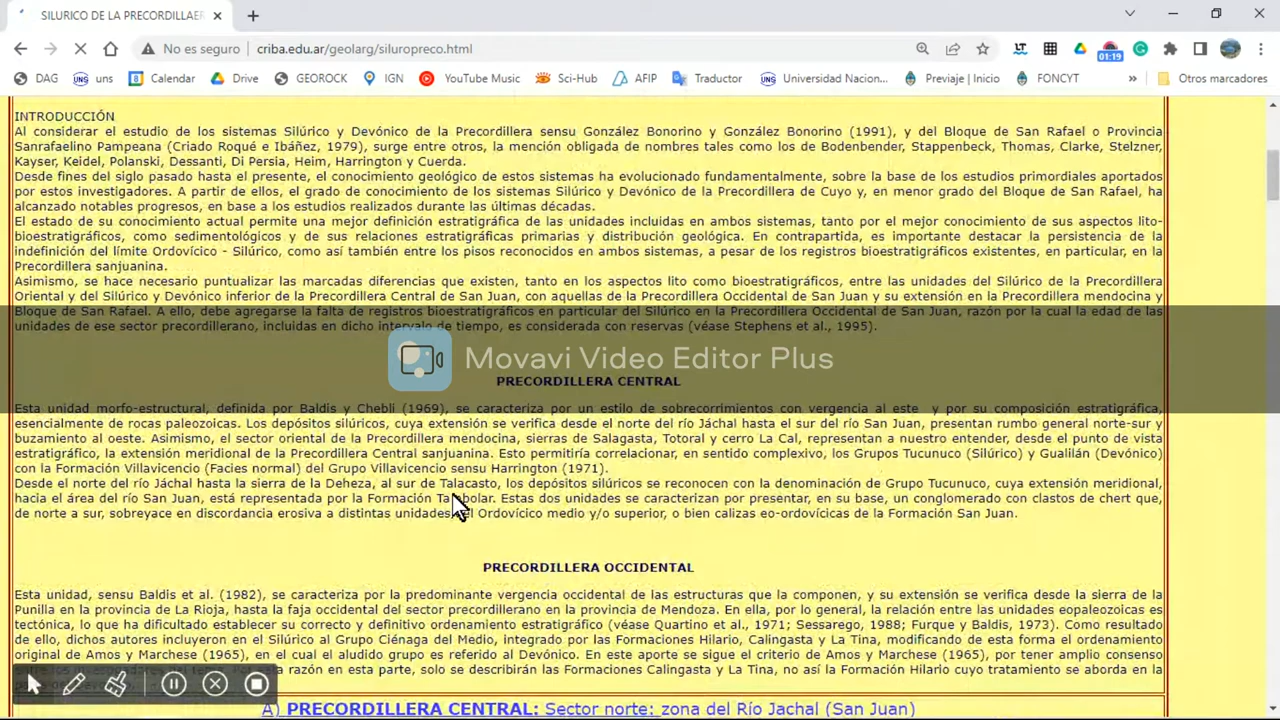 SILURICO DE LA PRECORDILLAER
No es seguro criba.edu.ar/geolarg/siluropreco.html
01:19
DAG uns Calendar Drive GEOROCK IGN YouTube Music Sci-Hub AFIP Traductor Universidad Nacion... Previaje | Inicio FONCYT » Otros marcadores
INTRODUCCIÓN
Al considerar el estudio de los sistemas Silúrico y Devónico de la Precordillera sensu González Bonorino y González Bonorino (1991), y del Bloque de San Rafael o Provincia
Sanrafaelino Pampeana (Criado Roqué e Ibáñez, 1979), surge entre otros, la mención obligada de nombres tales como los de Bodenbender, Stappenbeck, Thomas, Clarke, Stelzner,
Kayser, Keidel, Polanski, Dessanti, Di Persia, Heim, Harrington y Cuerda.
Desde fines del siglo pasado hasta el presente, el conocimiento geológico de estos sistemas ha evolucionado fundamentalmente, sobre la base de los estudios primordiales aportados
por estos investigadores. A partir de ellos, el grado de conocimiento de los sistemas Silúrico y Devónico de la Precordillera de Cuyo y, en menor grado del Bloque de San Rafael, ha
alcanzado notables progresos, en base a los estudios realizados durante las últimas décadas.
El estado de su conocimiento actual permite una mejor definición estratigráfica de las unidades incluidas en ambos sistemas, tanto por el mejor conocimiento de sus aspectos lito-
bioestratigráficos, como sedimentológicos y de sus relaciones estratigráficas primarias y distribución geológica. En contrapartida, es importante destacar la persistencia de la
indefinición del límite Ordovícico - Silúrico, como así también entre los pisos reconocidos en ambos sistemas, a pesar de los registros bioestratigráficos existentes, en particular, en la
Precordillera sanjuanina.
Asimismo, se hace necesario puntualizar las marcadas diferencias que existen, tanto en los aspectos lito como bioestratigráficos, entre las unidades del Silúrico de la Precordillera
Oriental y del Silúrico y Devónico inferior de la Precordillera Central de San Juan, con aquellas de la Precordillera Occidental de San Juan y su extensión en la Precordillera mendocina y
Bloque de San Rafael. A ello, debe agregarse la falta de registros bioestratigráficos en particular del Silúrico en la Precordillera Occidental de San Juan, razón por la cual la edad de las
unidades de ese sector precordillerano, incluidas en dicho intervalo de tiempo, es considerada con reservas (véase Stephens et al., 1995).
Movavi Video Editor Plus
PRECORDILLERA CENTRAL
Esta unidad morfo-estructural, definida por Baldis y Chebli (1969), se caracteriza por un estilo de sobrecorrimientos con vergencia al este y por su composición estratigráfica,
esencialmente de rocas paleozoicas. Los depósitos silúricos, cuya extensión se verifica desde el norte del río Jáchal hasta el sur del río San Juan, presentan rumbo general norte-sur y
buzamiento al oeste. Asimismo, el sector oriental de la Precordillera mendocina, sierras de Salagasta, Totoral y cerro La Cal, representan a nuestro entender, desde el punto de vista
estratigráfico, la extensión meridional de la Precordillera Central sanjuanina. Esto permitiría correlacionar, en sentido complexivo, los Grupos Tucunuco (Silúrico) y Gualilán (Devónico)
con la Formación Villavicencio (Facies normal) del Grupo Villavicencio sensu Harrington (1971).
Desde el norte del río Jáchal hasta la sierra de la Deheza, al sur de Talacasto, los depósitos silúricos se reconocen con la denominación de Grupo Tucunuco, cuya extensión meridional,
hacia el área del río San Juan, está representada por la Formación Tambolar. Estas dos unidades se caracterizan por presentar, en su base, un conglomerado con clastos de chert que,
de norte a sur, sobreyace en discordancia erosiva a distintas unidades el Ordovícico medio y/o superior, o bien calizas eo-ordovícicas de la Formación San Juan.
PRECORDILLERA OCCIDENTAL
Esta unidad, sensu Baldis et al. (1982), se caracteriza por la predominante vergencia occidental de las estructuras que la componen, y su extensión se verifica desde la sierra de la
Punilla en la provincia de La Rioja, hasta la faja occidental del sector precordillerano en la provincia de Mendoza. En ella, por lo general, la relación entre las unidades eopaleozoicas es
tectónica, lo que ha dificultado establecer su correcto y definitivo ordenamiento estratigráfico (véase Quartino et al., 1971; Sessarego, 1988; Furque y Baldis, 1973). Como resultado
de ello, dichos autores incluyeron en el Silúrico al Grupo Ciénaga del Medio, integrado por las Formaciones Hilario, Calingasta y La Tina, modificando de esta forma el ordenamiento
original de Amos y Marchese (1965), en el cual el aludido grupo es referido al Devónico. En este aporte se sigue el criterio de Amos y Marchese (1965), por tener amplio consenso
razón en esta parte, solo se describirán las Formaciones Calingasta y La Tina, no así la Formación Hilario cuyo tratamiento se aborda en la
A) PRECORDILLERA CENTRAL: Sector norte: zona del Río Jachal (San Juan)